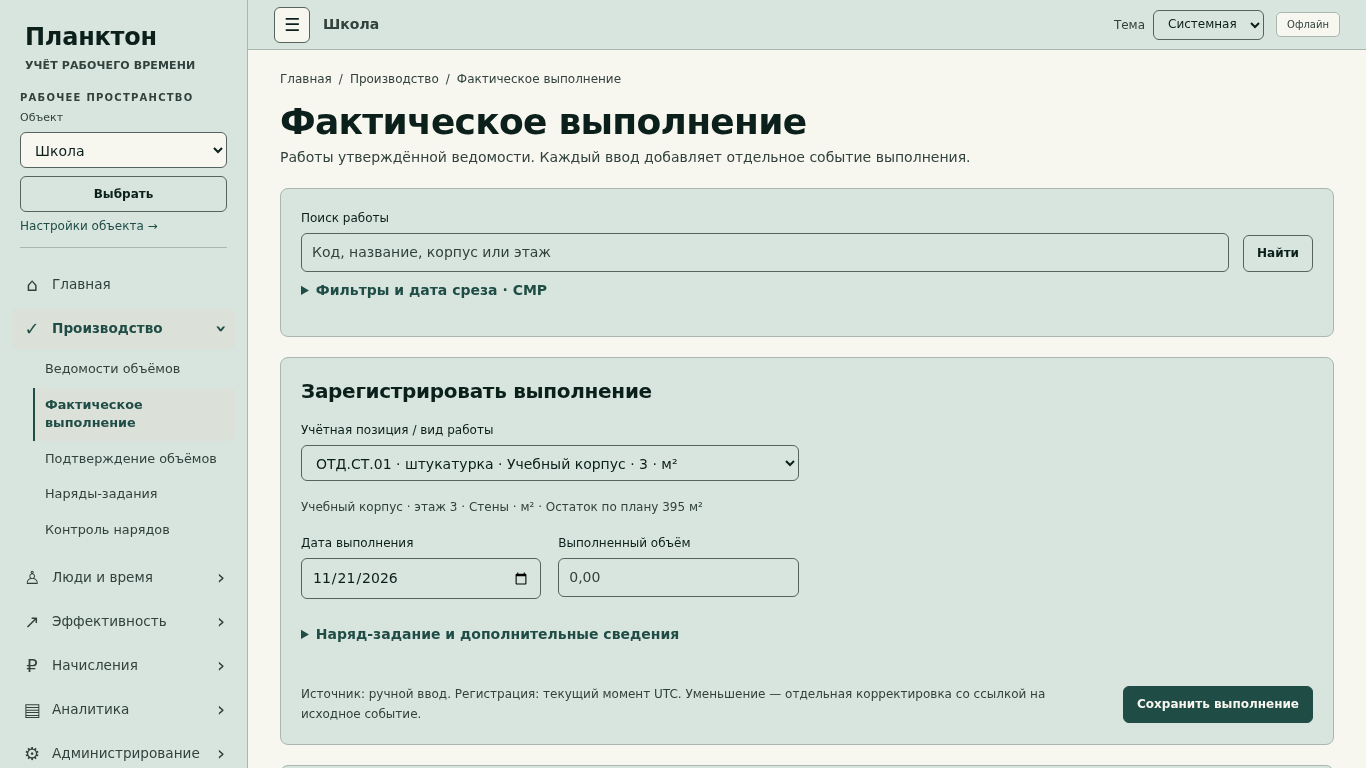 Планктон
УЧЁТ РАБОЧЕГО ВРЕМЕНИ
РАБОЧЕЕ ПРОСТРАНСТВО
Объект
Школа
Выбрать
Настройки объекта →
⌂ Главная
✓ Производство
Ведомости объёмов
Фактическое
выполнение
Подтверждение объёмов
Наряды-задания
Контроль нарядов
♙ Люди и время
↗ Эффективность
₽ Начисления
▤ Аналитика
⚙ Администрирование
☰ Школа
Тема Системная Офлайн
Главная / Производство / Фактическое выполнение
Фактическое выполнение
Работы утверждённой ведомости. Каждый ввод добавляет отдельное событие выполнения.
Поиск работы
Код, название, корпус или этаж
Найти
▶ Фильтры и дата среза · СМР
Зарегистрировать выполнение
Учётная позиция / вид работы
ОТД.СТ.01 · штукатурка · Учебный корпус · 3 · м²
Учебный корпус · этаж 3 · Стены · м² · Остаток по плану 395 м²
Дата выполнения Выполненный объём
11/21/2026 0,00
▶ Наряд-задание и дополнительные сведения
Источник: ручной ввод. Регистрация: текущий момент UTC. Уменьшение — отдельная корректировка со ссылкой на
исходное событие.
Сохранить выполнение